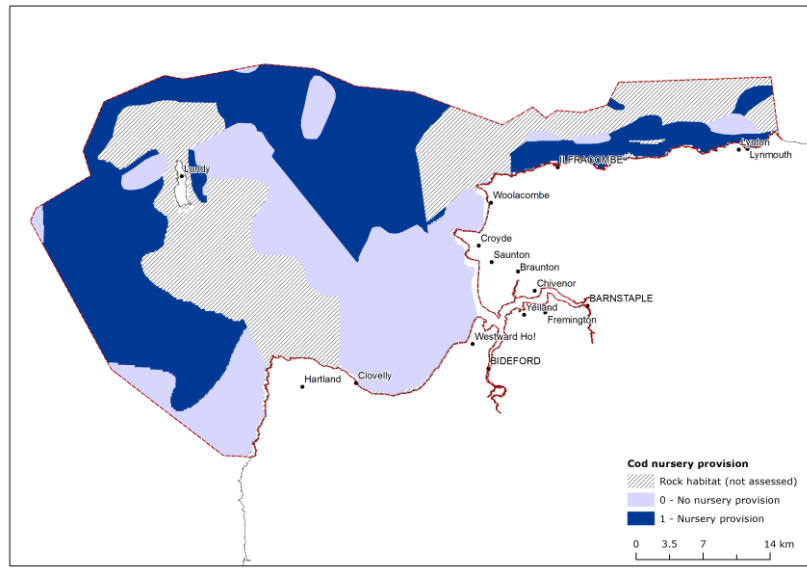 Lynton
Lynmouth
ILFRACOMBE
Lundy
Woolacombe
Croyde
Saunton
Braunton
Chivenor
BARNSTAPLE
Yelland
Fremington
Westward Ho!
BIDEFORD
Clovelly
Hartland
Cod nursery provision
Rock habitat (not assessed)
0 - No nursery provision
1 - Nursery provision
0 3.5 7 14 km